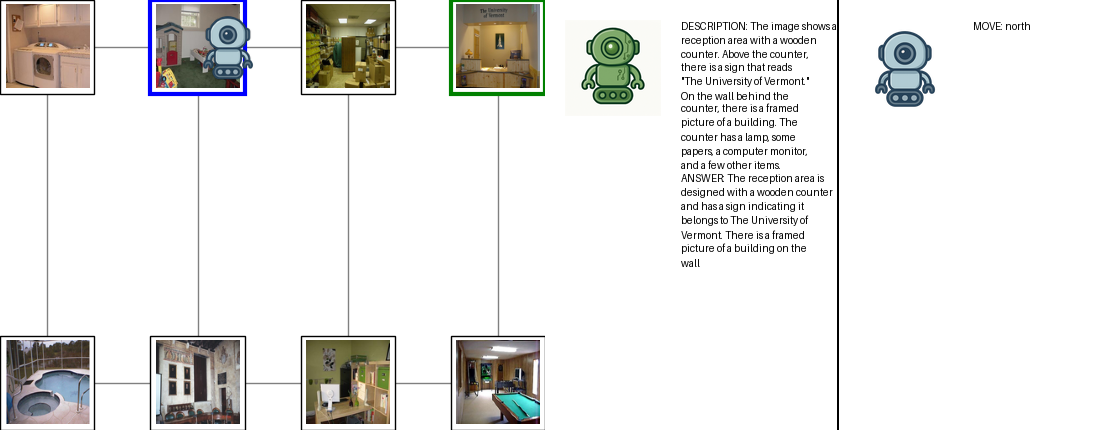 The University
of Vermont
DESCRIPTION: The image shows a
reception area with a wooden
counter. Above the counter,
there is a sign that reads
"The University of Vermont."
On the wall behind the
counter, there is a framed
picture of a building. The
counter has a lamp, some
papers, a computer monitor,
and a few other items.
ANSWER: The reception area is
designed with a wooden counter
and has a sign indicating it
belongs to The University of
Vermont. There is a framed
picture of a building on the
wall
MOVE: north